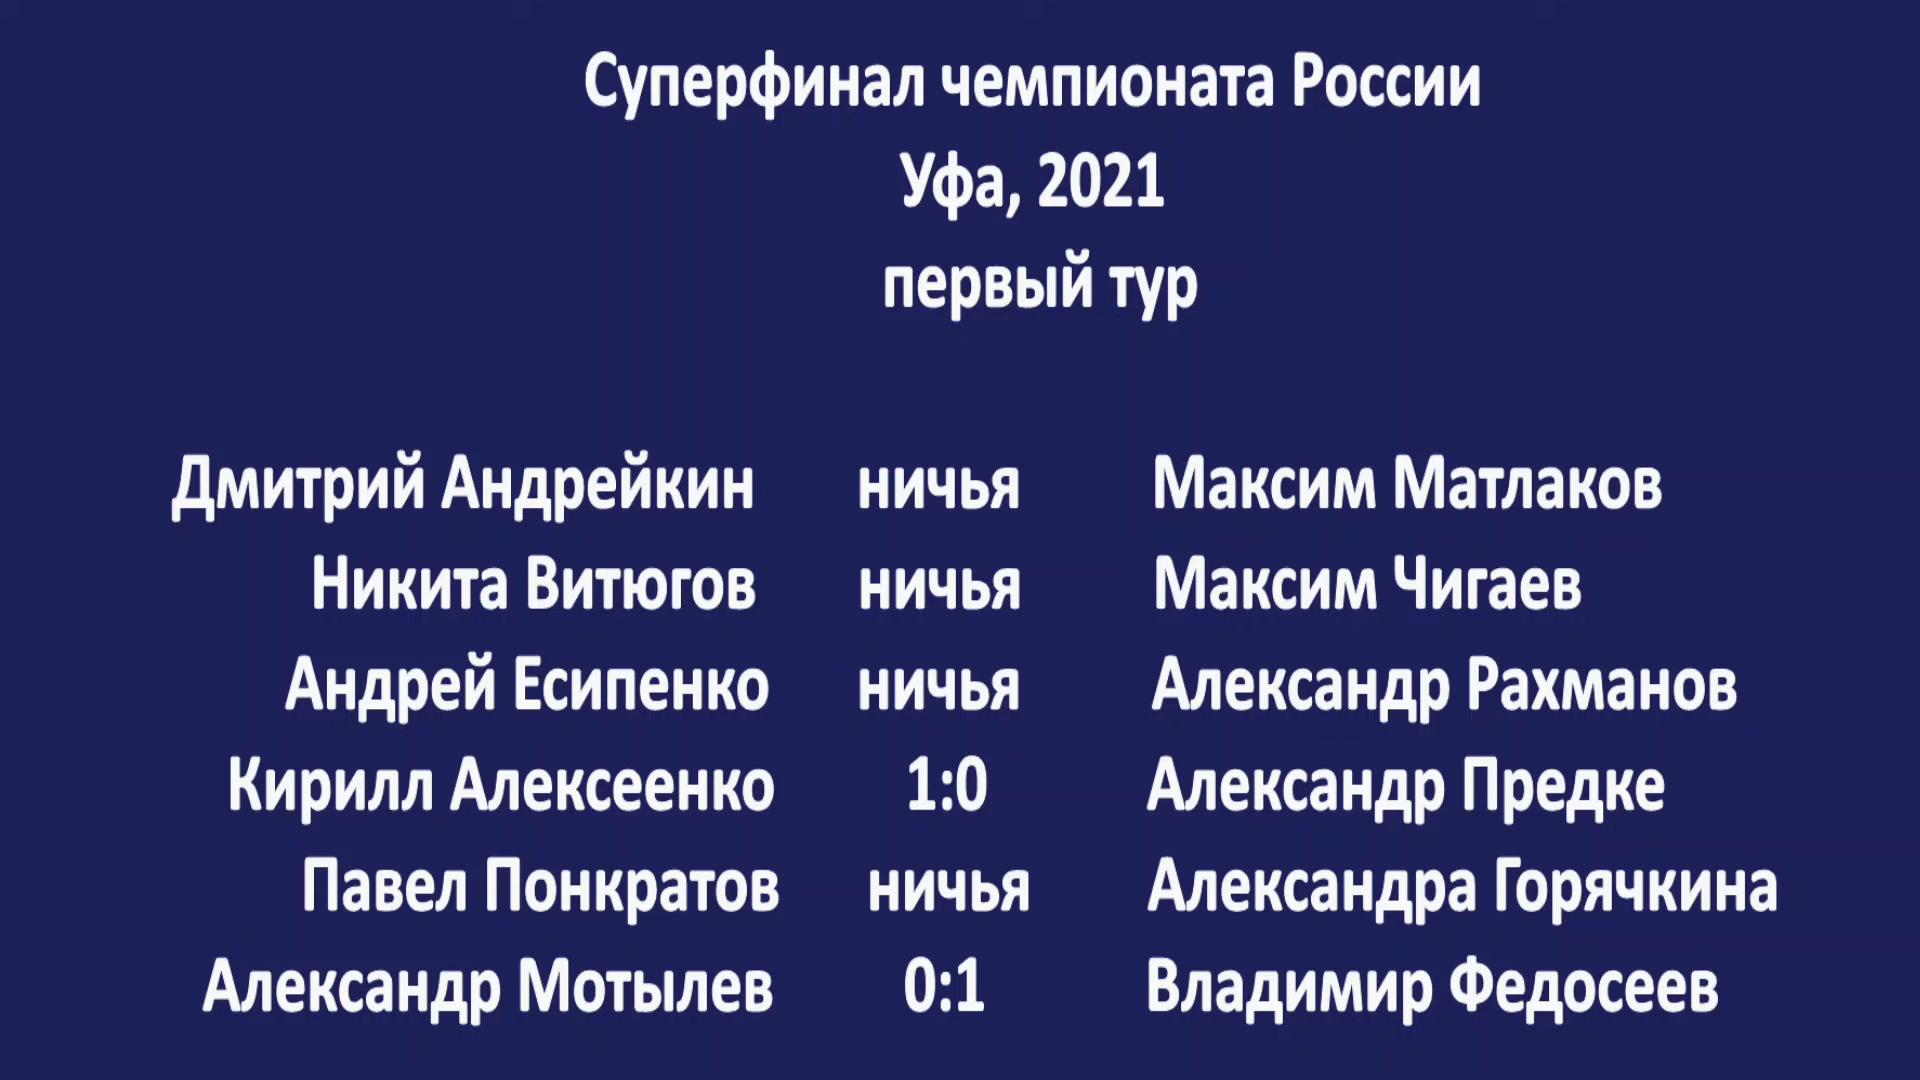 Суперфинал чемпионата России
Уфа, 2021
первый тур
Дмитрий Андрейкин ничья Максим Матлаков
Никита Витюгов ничья Максим Чигаев
Андрей Есипенко ничья Александр Рахманов
Кирилл Алексеенко 1:0 Александр Предке
Павел Понкратов ничья Александра Горячкина
Александр Мотылев 0:1 Владимир Федосеев